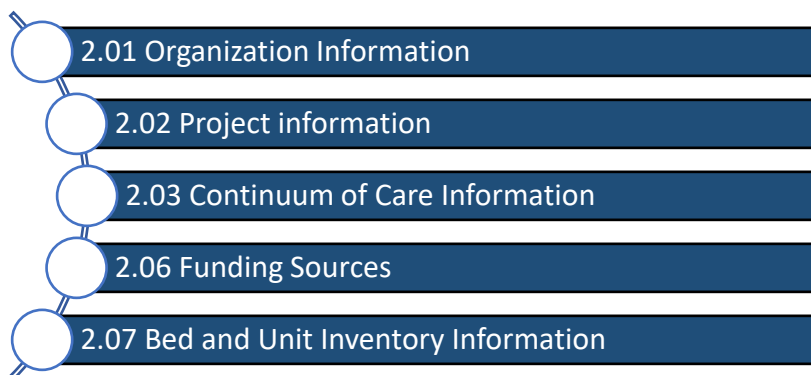 2.01 Organization Information
2.02 Project information
2.03 Continuum of Care Information
2.06 Funding Sources
2.07 Bed and Unit Inventory Information